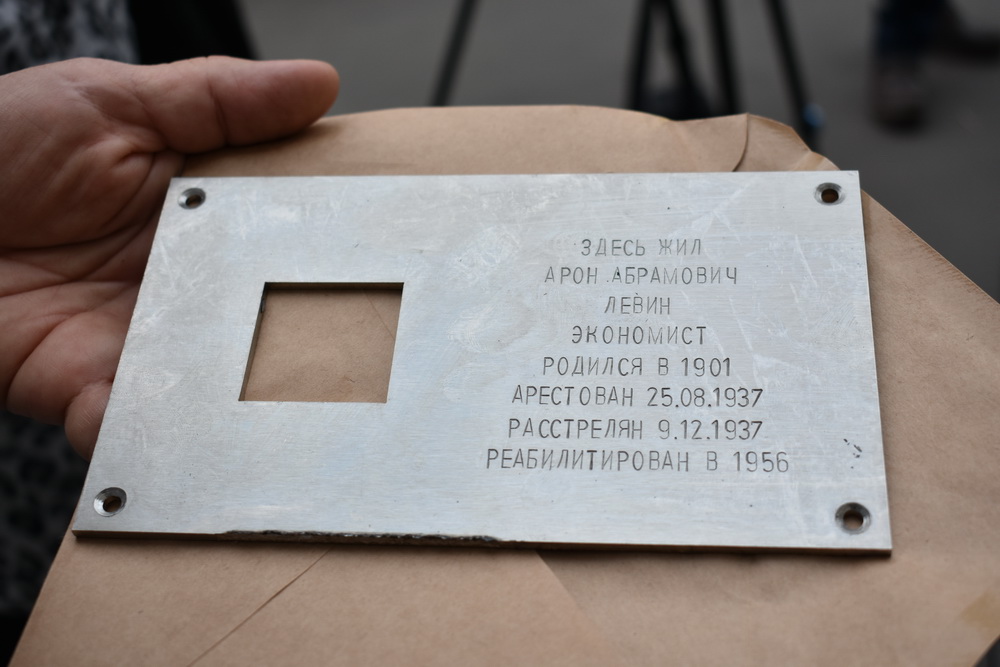 ЗДЕСЬ ЖИЛ
АРОН АБРАМОВИЧ
ЛЕВИН
ЭКОНОМИСТ
РОДИЛСЯ В 1901
АРЕСТОВАН 25.08.1937
РАССТРЕЛЯН 9.12.1937
РЕАБИЛИТИРОВАН В 1956